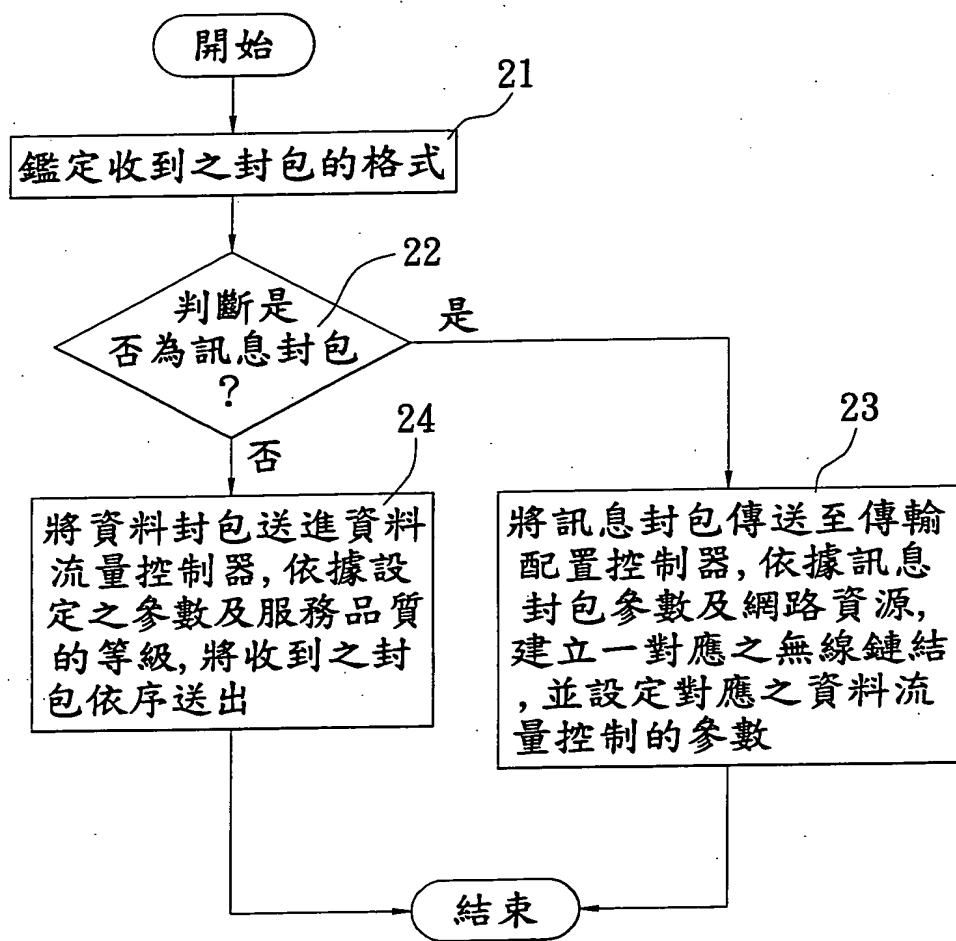 開始
21
鑑定收到之封包的格式
22
判斷是
否為訊息封包
?
是
否
24
將資料封包送進資料
流量控制器,依據設
定之參數及服務品質
的等級,將收到之封
包依序送出
23
將訊息封包傳送至傳輸
配置控制器,依據訊息
封包參數及網路資源,
建立一對應之無線鏈結
,並設定對應之資料流
量控制的參數
結束